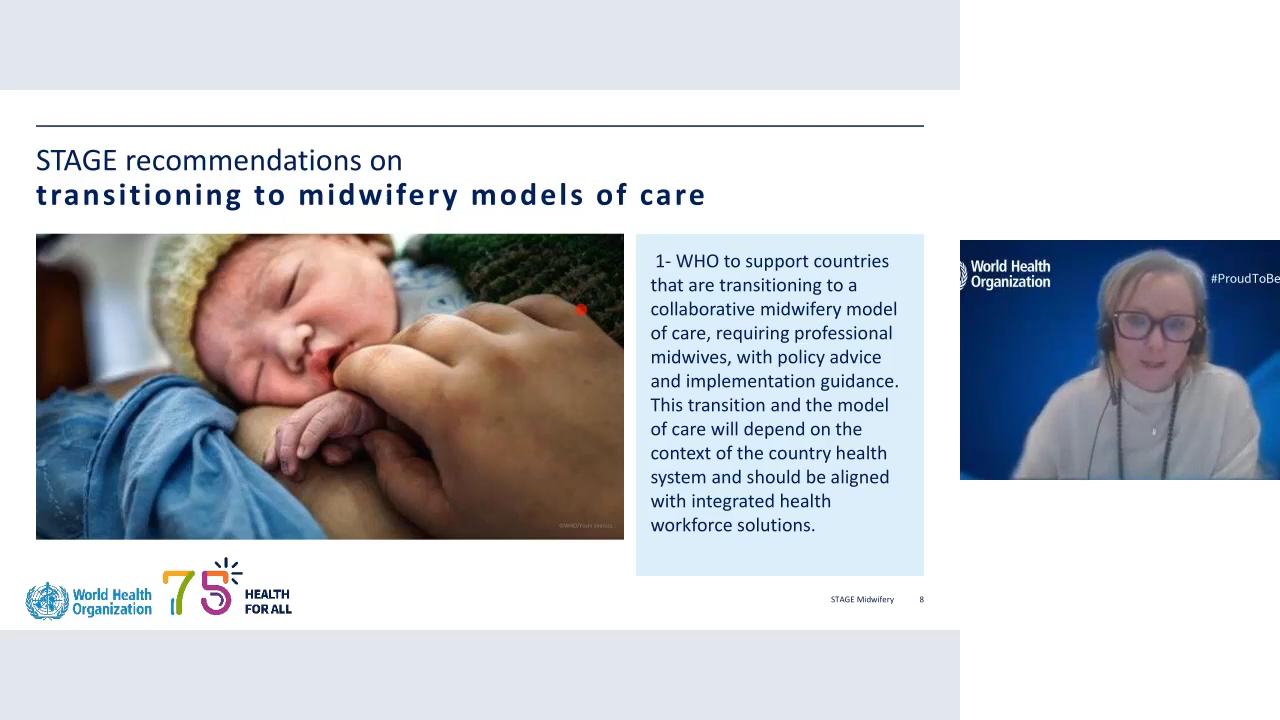 STAGE recommendations on
transitioning to midwifery models of care
1- WHO to support countries
that are transitioning to a
collaborative midwifery model
of care, requiring professional
midwives, with policy advice
and implementation guidance.
This transition and the model
of care will depend on the
context of the country health
system and should be aligned
with integrated health
workforce solutions.
World Health
Organization
75
HEALTH
FOR ALL
STAGE Midwifery 8
World Health
Organization
#ProudToBe